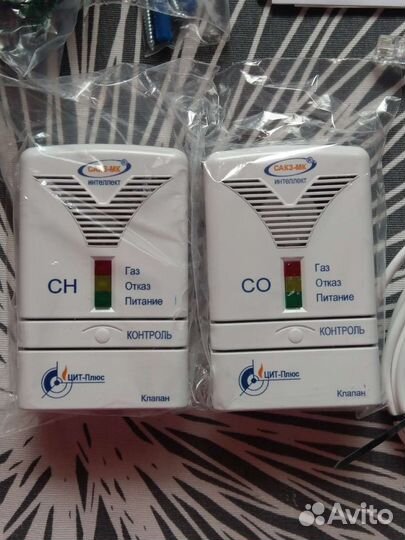 САКЗ-МК®
интеллект
CH
Газ
Отказ
Питание
КОНТРОЛЬ
ЦИТ-Плюс
Клапан
САКЗ-МК®
интеллект
CO
Газ
Отказ
Питание
КОНТРОЛЬ
ЦИТ-Плюс
Клапан
Avito